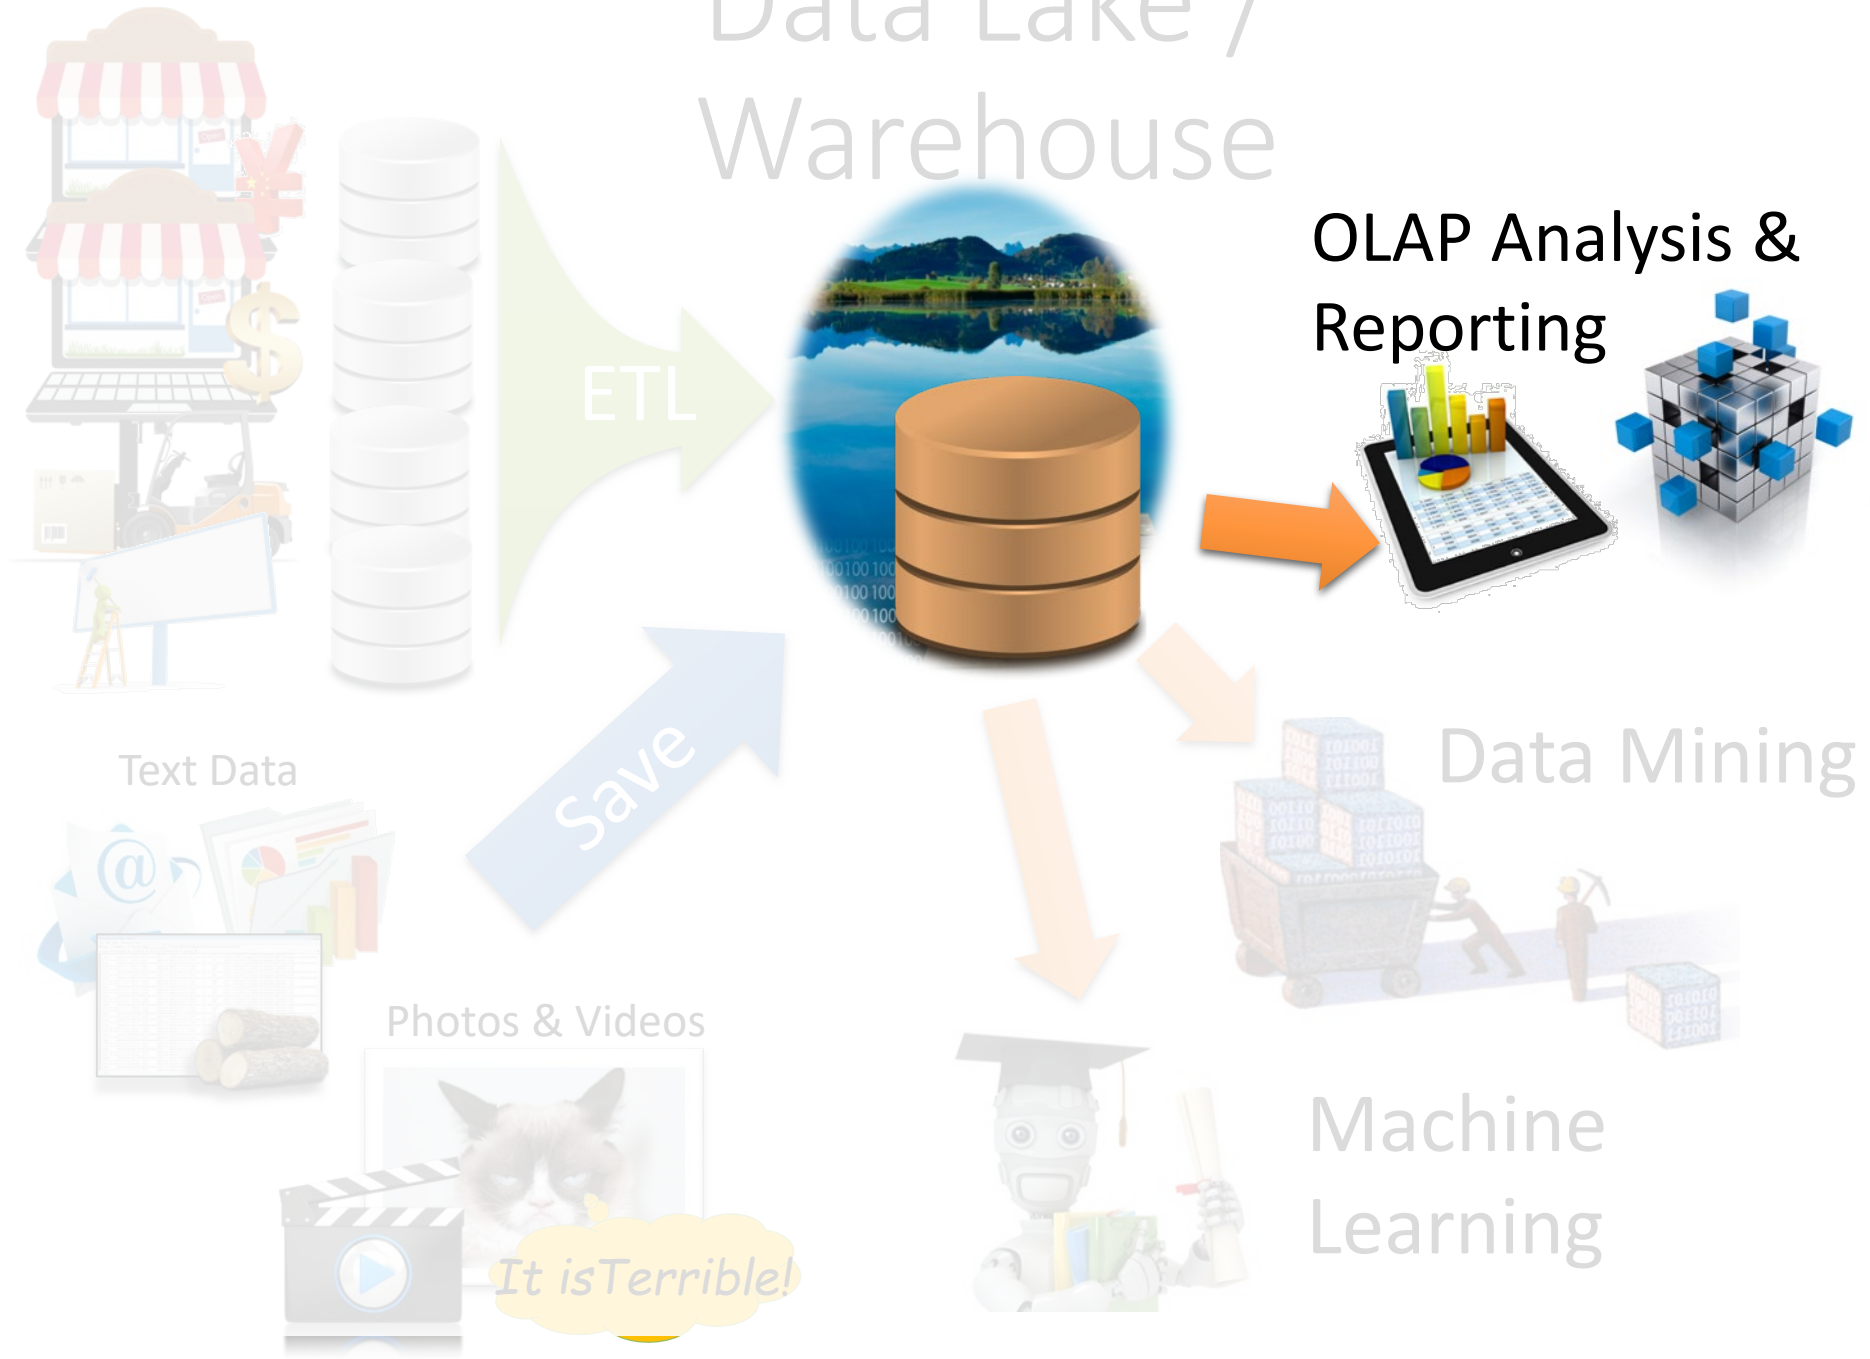 Data Lake /
Warehouse
OLAP Analysis &
Reporting
ETL
Save
Text Data
Data Mining
Photos & Videos
Machine
Learning
It isTerrible!